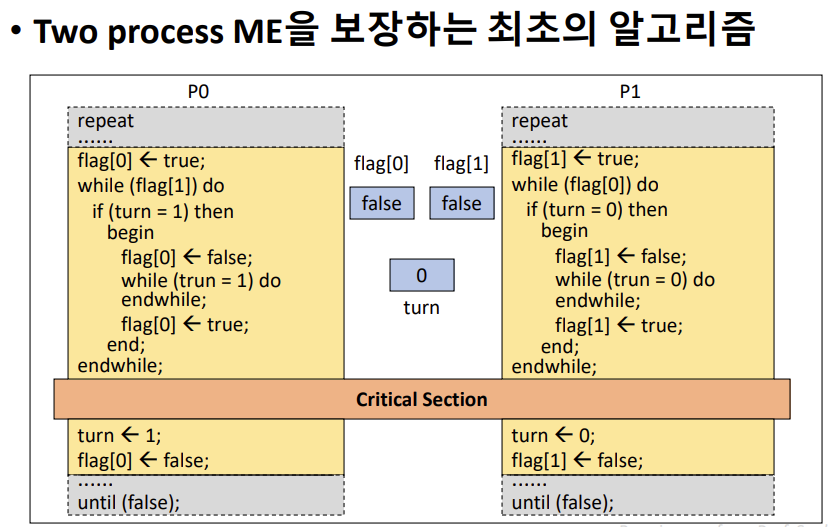 • Two process ME을 보장하는 최초의 알고리즘
P0
repeat
......
flag[0] ← true;
while (flag[1]) do
if (turn = 1) then
begin
flag[0] ← false;
while (trun = 1) do
endwhile;
flag[0] ← true;
end;
endwhile;
flag[0] flag[1]
false false
0
turn
P1
repeat
......
flag[1] ← true;
while (flag[0]) do
if (turn = 0) then
begin
flag[1] ← false;
while (trun = 0) do
endwhile;
flag[1] ← true;
end;
endwhile;
Critical Section
turn ← 1;
flag[0] ← false;
......
until (false);
turn ← 0;
flag[1] ← false;
......
until (false);